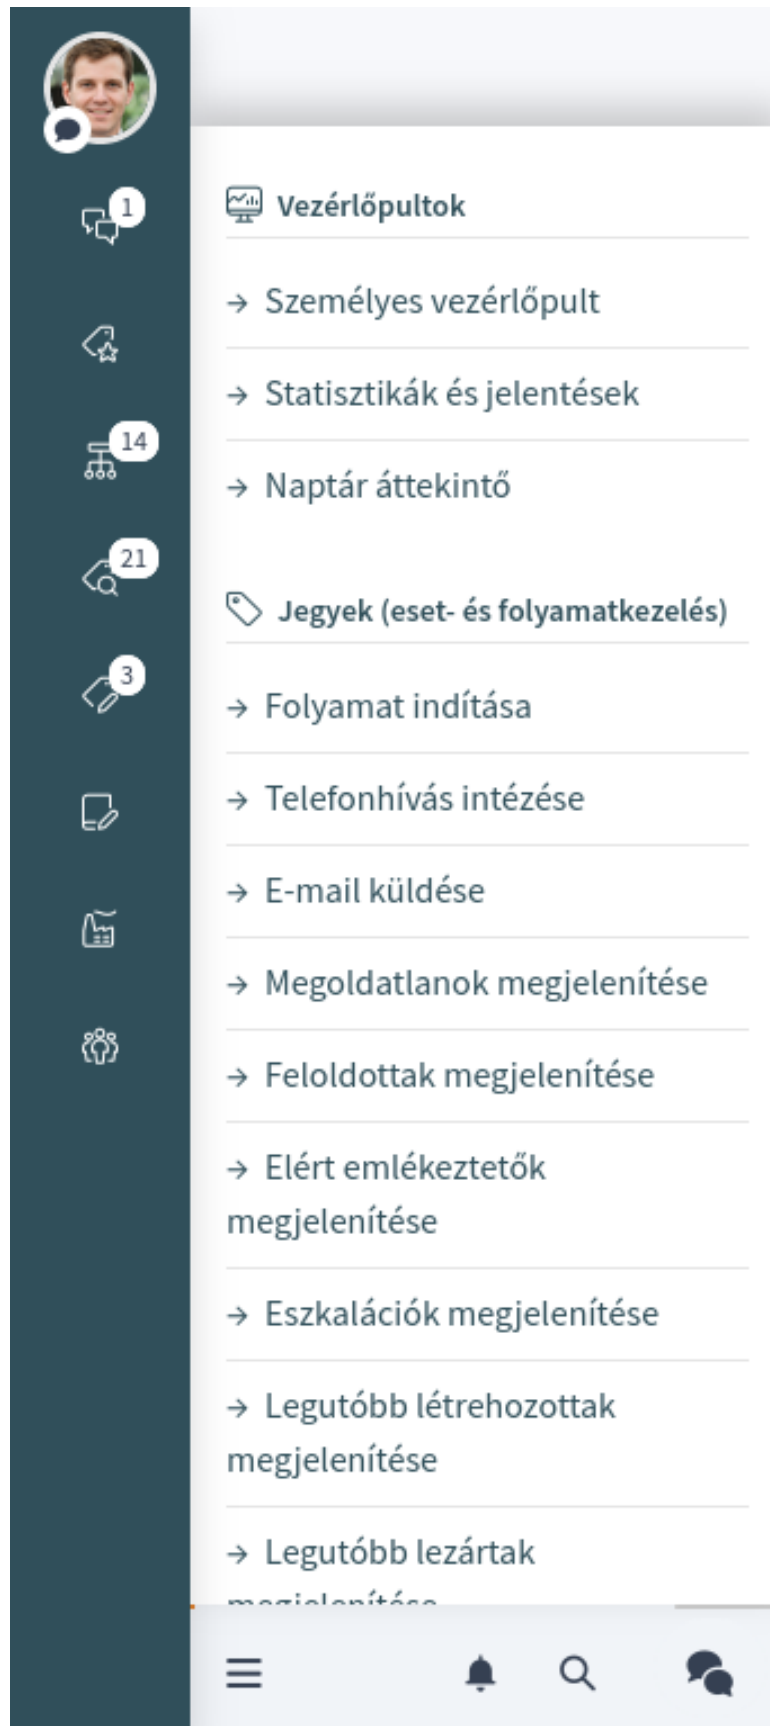 1
14
21
3
Vezérlőpultok
→ Személyes vezérlőpult
→ Statisztikák és jelentések
→ Naptár áttekintő
Jegyek (eset- és folyamatkezelés)
→ Folyamat indítása
→ Telefonhívás intézése
→ E-mail küldése
→ Megoldatlanok megjelenítése
→ Feloldottak megjelenítése
→ Elért emlékeztetők
megjelenítése
→ Eszkalációk megjelenítése
→ Legutóbb létrehozottak
megjelenítése
→ Legutóbb lezártak
megjelenítése